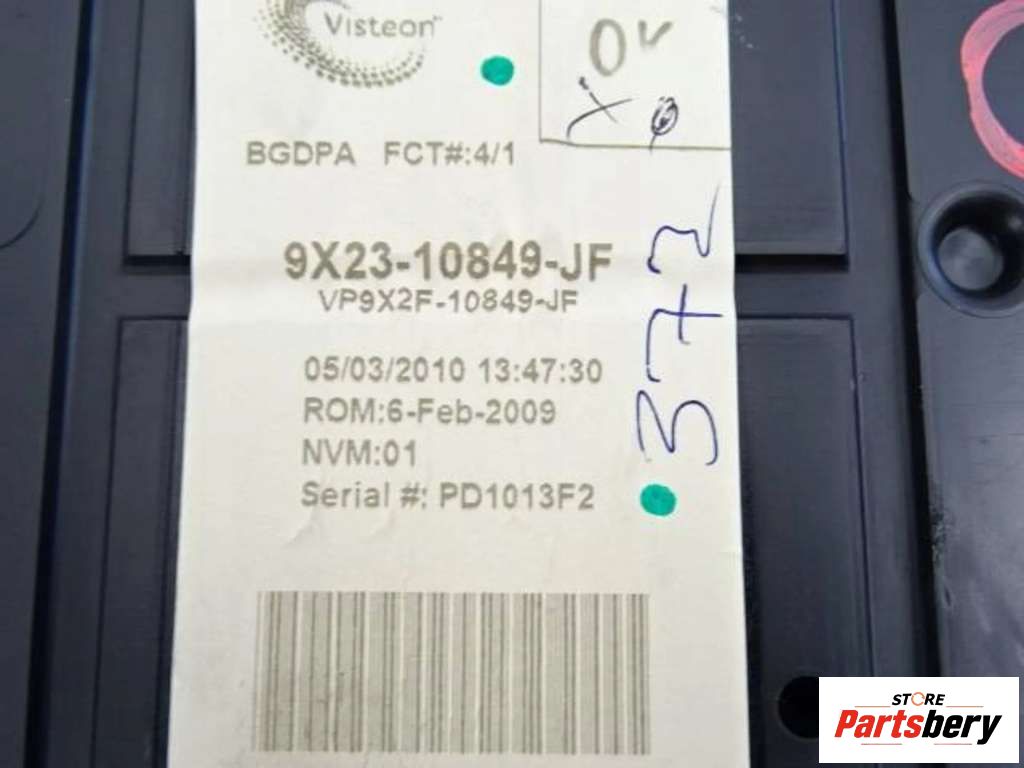 Visteon
OK
BGDPA FCT#:4/1
9X23-10849-JF
VP9X2F-10849-JF
05/03/2010 13:47:30
ROM:6-Feb-2009
NVM:01
Serial #: PD1013F2
372
STORE
Partsbery